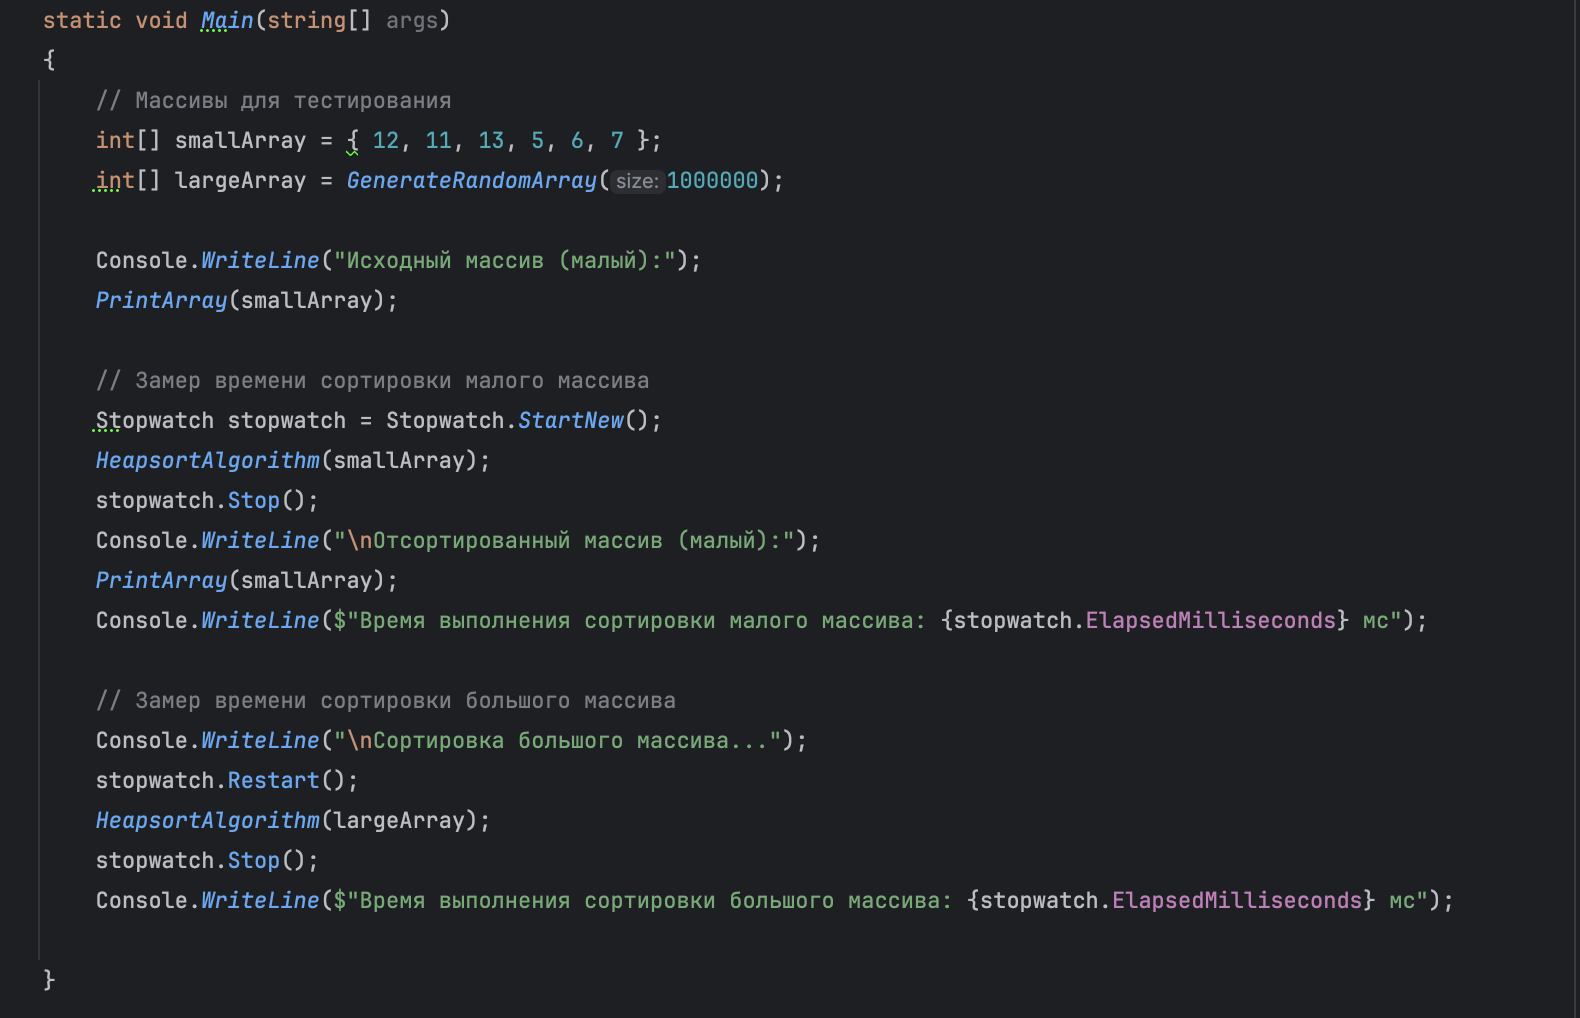 static void Main(string[] args)
{
// Массивы для тестирования
int[] smallArray = { 12, 11, 13, 5, 6, 7 };
int[] largeArray = GenerateRandomArray(size: 1000000);
Console.WriteLine("Исходный массив (малый):");
PrintArray(smallArray);
// Замер времени сортировки малого массива
Stopwatch stopwatch = Stopwatch.StartNew();
HeapsortAlgorithm(smallArray);
stopwatch.Stop();
Console.WriteLine("\nОтсортированный массив (малый):");
PrintArray(smallArray);
Console.WriteLine($"Время выполнения сортировки малого массива: {stopwatch.ElapsedMilliseconds} мс");
// Замер времени сортировки большого массива
Console.WriteLine("\nСортировка большого массива...");
stopwatch.Restart();
HeapsortAlgorithm(largeArray);
stopwatch.Stop();
Console.WriteLine($"Время выполнения сортировки большого массива: {stopwatch.ElapsedMilliseconds} мс");
}